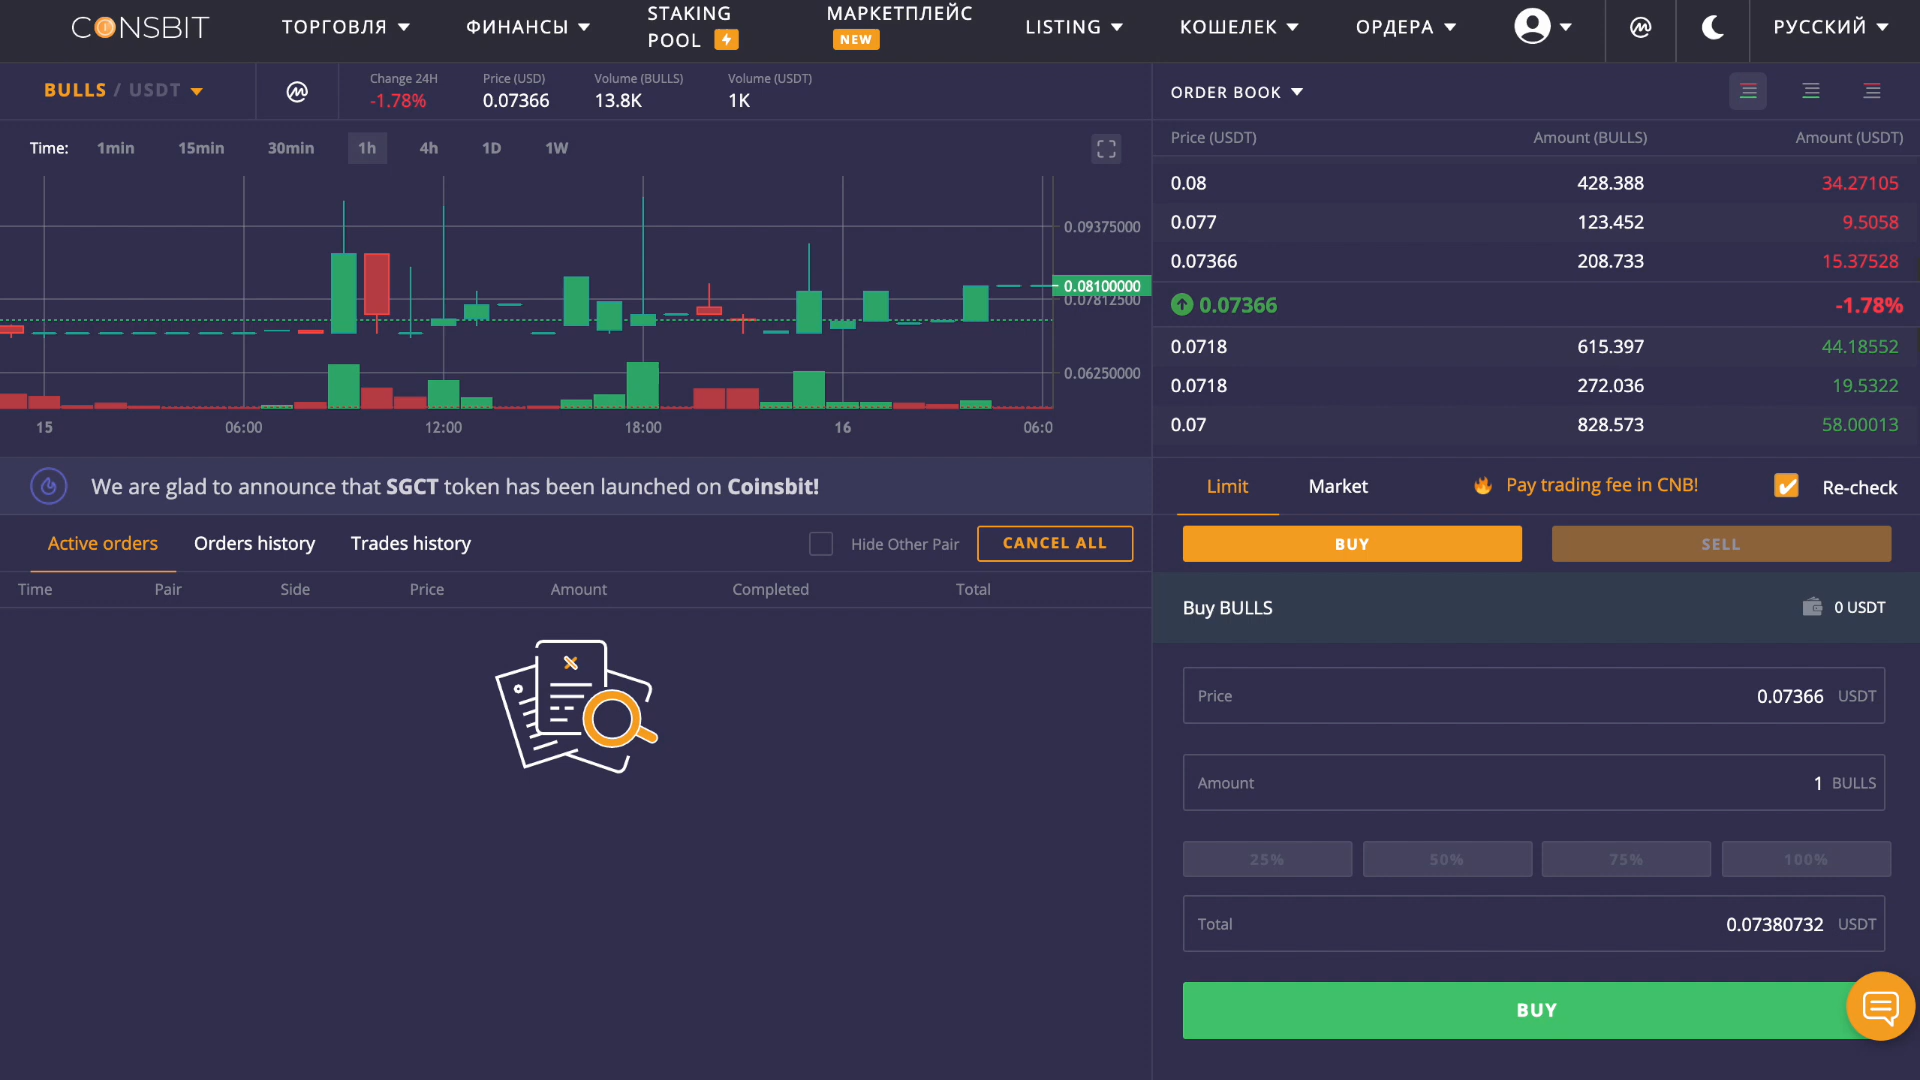 CONSBIT
ТОРГОВЛЯ
ФИНАНСЫ
STAKING
POOL
МАРКЕТПЛЕЙС
NEW
LISTING
КОШЕЛЕК
ОРДЕРА
РУССКИЙ
BULLS / USDT
Change 24H
-1.78%
Price (USD)
0.07366
Volume (BULLS)
13.8K
Volume (USDT)
1K
Time: 1min 15min 30min 1h 4h 1D 1W
0.09375000
0.08100000
0.07812500
0.06250000
15 06:00 12:00 18:00 16 06:0
We are glad to announce that SGCT token has been launched on Coinsbit!
Active orders Orders history Trades history
Hide Other Pair
CANCEL ALL
Time Pair Side Price Amount Completed Total
ORDER BOOK
Price (USDT) Amount (BULLS) Amount (USDT)
0.08 428.388 34.27105
0.077 123.452 9.5058
0.07366 208.733 15.37528
0.07366 -1.78%
0.0718 615.397 44.18552
0.0718 272.036 19.5322
0.07 828.573 58.00013
Limit Market Pay trading fee in CNB! Re-check
BUY SELL
Buy BULLS 0 USDT
Price 0.07366 USDT
Amount 1 BULLS
25% 50% 75% 100%
Total 0.07380732 USDT
BUY